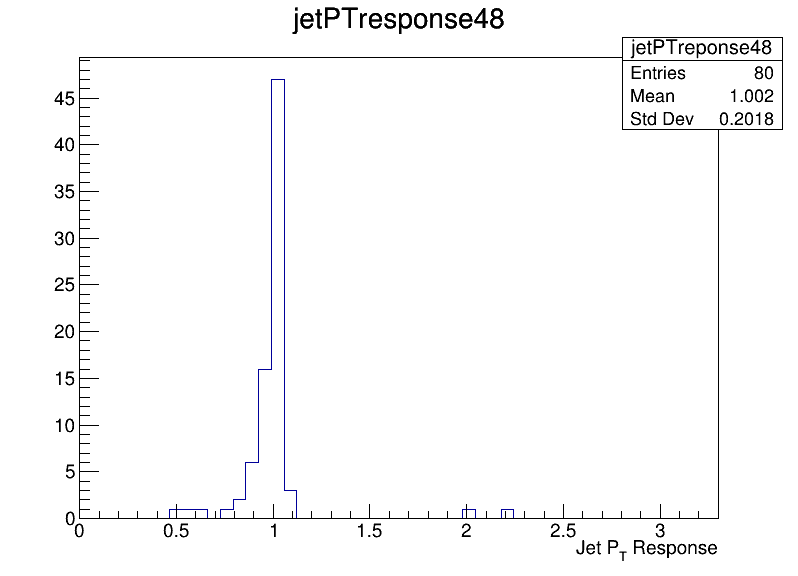 jetPTresponse48
jetPTreponse48
Entries 80
Mean 1.002
Std Dev 0.2018
45
40
35
30
25
20
15
10
5
0
0 0.5 1 1.5 2 2.5 3
Jet P_T Response